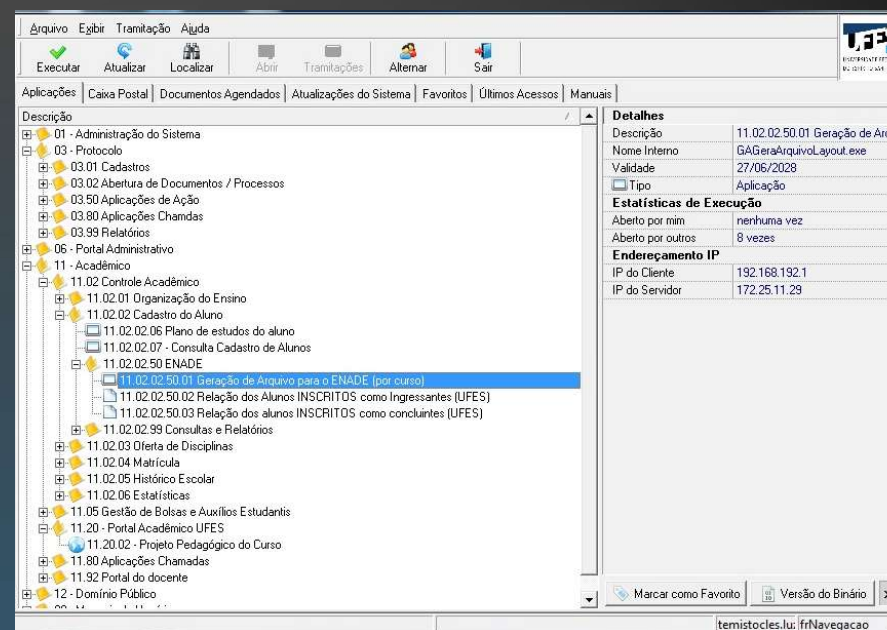 Arquivo Exibir Tramitação Ajuda
Executar Atualizar Localizar Abrir Tramitações Alternar Sair
UFES
Aplicações Caixa Postal Documentos Agendados Atualizações do Sistema Favoritos Últimos Acessos Manuais
Descrição
01 - Administração do Sistema
03 - Protocolo
03.01 Cadastros
03.02 Abertura de Documentos / Processos
03.50 Aplicações de Ação
03.80 Aplicações Chamdas
03.99 Relatórios
06 - Portal Administrativo
11 - Acadêmico
11.02 Controle Acadêmico
11.02.01 Organização do Ensino
11.02.02 Cadastro do Aluno
11.02.02.06 Plano de estudos do aluno
11.02.02.07 - Consulta Cadastro de Alunos
11.02.02.50 ENADE
11.02.02.50.01 Geração de Arquivo para o ENADE (por curso)
11.02.02.50.02 Relação dos Alunos INSCRITOS como Ingressantes (UFES)
11.02.02.50.03 Relação dos alunos INSCRITOS como concluintes (UFES)
11.02.02.99 Consultas e Relatórios
11.02.03 Oferta de Disciplinas
11.02.04 Matrícula
11.02.05 Histórico Escolar
11.02.06 Estatísticas
11.05 Gestão de Bolsas e Auxílios Estudantis
11.20 - Portal Acadêmico UFES
11.20.02 - Projeto Pedagógico do Curso
11.80 Aplicações Chamadas
11.92 Portal do docente
12 - Domínio Público
Detalhes
Descrição 11.02.02.50.01 Geração de Arq
Nome Interno GAGeraArquivoLayout.exe
Validade 27/06/2028
Tipo Aplicação
Estatísticas de Execução
Aberto por mim nenhuma vez
Aberto por outros 8 vezes
Endereçamento IP
IP do Cliente 192.168.192.1
IP do Servidor 172.25.11.29
Marcar como Favorito Versão do Binário
temistocles.lu: frNavegacao